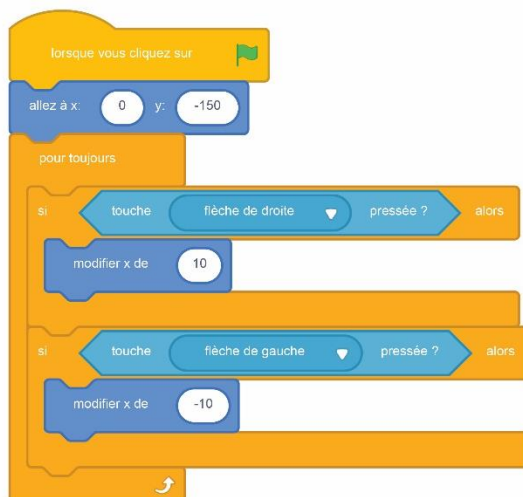 lorsque vous cliquez sur
allez à x: 0 y: -150
pour toujours
si touche flèche de droite pressée ? alors
modifier x de 10
si touche flèche de gauche pressée ? alors
modifier x de -10